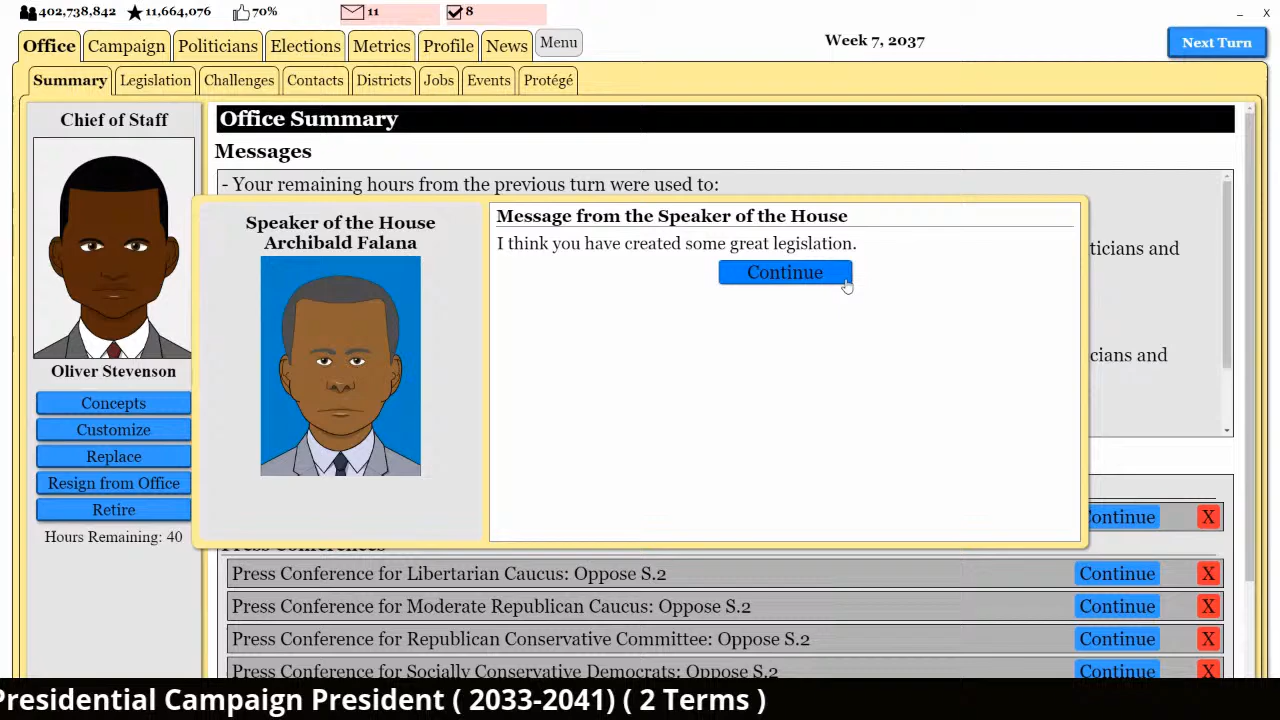 402,738,842 11,664,076 70% 11 8
_ X
Office Campaign Politicians Elections Metrics Profile News Menu
Week 7, 2037
Next Turn
Summary Legislation Challenges Contacts Districts Jobs Events Protégé
Chief of Staff
Office Summary
Messages
- Your remaining hours from the previous turn were used to:
Speaker of the House
Archibald Falana
Message from the Speaker of the House
I think you have created some great legislation.
Continue
ticians and
cians and
Oliver Stevenson
Concepts
Customize
Replace
Resign from Office
Retire
Hours Remaining: 40
Continue X
Press Conferences
Press Conference for Libertarian Caucus: Oppose S.2 Continue X
Press Conference for Moderate Republican Caucus: Oppose S.2 Continue X
Press Conference for Republican Conservative Committee: Oppose S.2 Continue X
Press Conference for Socially Conservative Democrats: Oppose S.2 Continue X
Presidential Campaign President ( 2033-2041) ( 2 Terms )